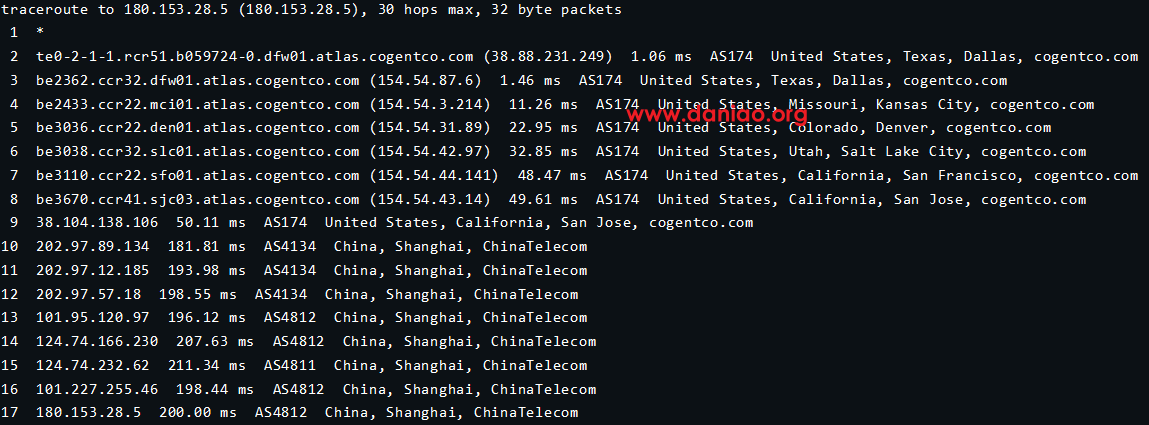 traceroute to 180.153.28.5 (180.153.28.5), 30 hops max, 32 byte packets
1 *
2 te0-2-1-1.rcr51.b059724-0.dfw01.atlas.cogentco.com (38.88.231.249) 1.06 ms AS174 United States, Texas, Dallas, cogentco.com
3 be2362.ccr32.dfw01.atlas.cogentco.com (154.54.87.6) 1.46 ms AS174 United States, Texas, Dallas, cogentco.com
4 be2433.ccr22.mci01.atlas.cogentco.com (154.54.3.214) 11.26 ms AS174 United States, Missouri, Kansas City, cogentco.com
www.daniao.org
5 be3036.ccr22.den01.atlas.cogentco.com (154.54.31.89) 22.95 ms AS174 United States, Colorado, Denver, cogentco.com
6 be3038.ccr32.slc01.atlas.cogentco.com (154.54.42.97) 32.85 ms AS174 United States, Utah, Salt Lake City, cogentco.com
7 be3110.ccr22.sfo01.atlas.cogentco.com (154.54.44.141) 48.47 ms AS174 United States, California, San Francisco, cogentco.com
8 be3670.ccr41.sjc03.atlas.cogentco.com (154.54.43.14) 49.61 ms AS174 United States, California, San Jose, cogentco.com
9 38.104.138.106 50.11 ms AS174 United States, California, San Jose, cogentco.com
10 202.97.89.134 181.81 ms AS4134 China, Shanghai, ChinaTelecom
11 202.97.12.185 193.98 ms AS4134 China, Shanghai, ChinaTelecom
12 202.97.57.18 198.55 ms AS4134 China, Shanghai, ChinaTelecom
13 101.95.120.97 196.12 ms AS4812 China, Shanghai, ChinaTelecom
14 124.74.166.230 207.63 ms AS4812 China, Shanghai, ChinaTelecom
15 124.74.232.62 211.34 ms AS4811 China, Shanghai, ChinaTelecom
16 101.227.255.46 198.44 ms AS4812 China, Shanghai, ChinaTelecom
17 180.153.28.5 200.00 ms AS4812 China, Shanghai, ChinaTelecom